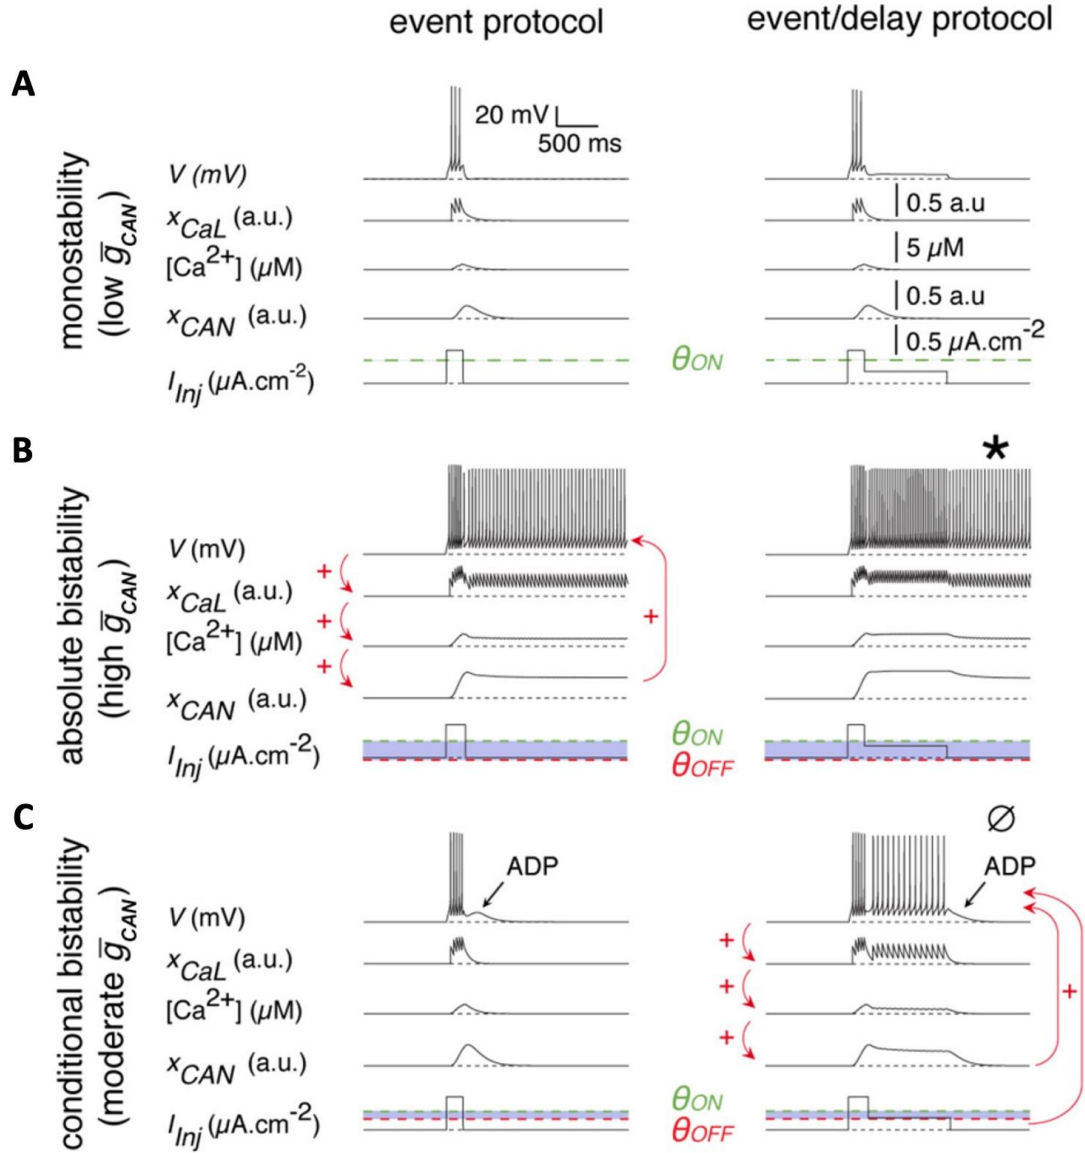 event protocol
event/delay protocol
A
monostability
(low g̅CAN)
20 mV
500 ms
V (mV)
xCaL (a.u.)
0.5 a.u
[Ca2+] (µM)
5 µM
xCAN (a.u.)
0.5 a.u
0.5 µA.cm-2
θON
IInj (µA.cm-2)
B
*
absolute bistability
(high g̅CAN)
V (mV)
+
xCaL (a.u.)
+
+
[Ca2+] (µM)
+
xCAN (a.u.)
θON
IInj (µA.cm-2)
θOFF
C
∅
conditional bistability
(moderate g̅CAN)
ADP
ADP
V (mV)
+
xCaL (a.u.)
+
+
[Ca2+] (µM)
+
xCAN (a.u.)
θON
IInj (µA.cm-2)
θOFF